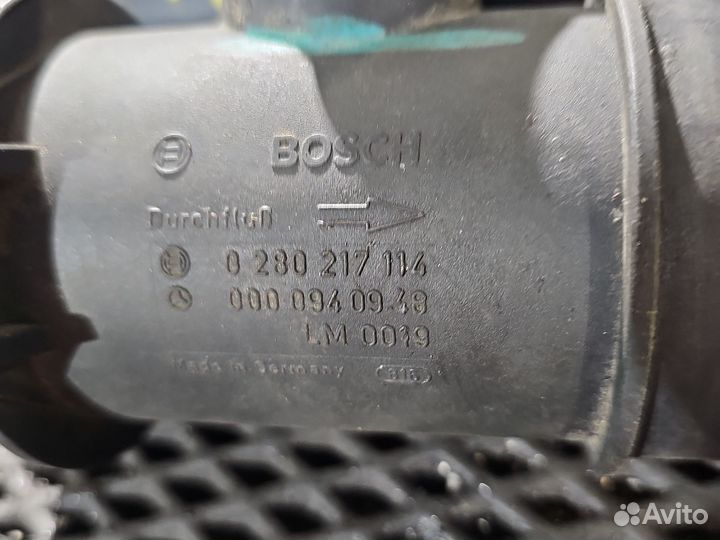 BOSCH
Durchfluß
0 280 217 114
000 094 09 48
LM 0019
Made in Germany
Avito